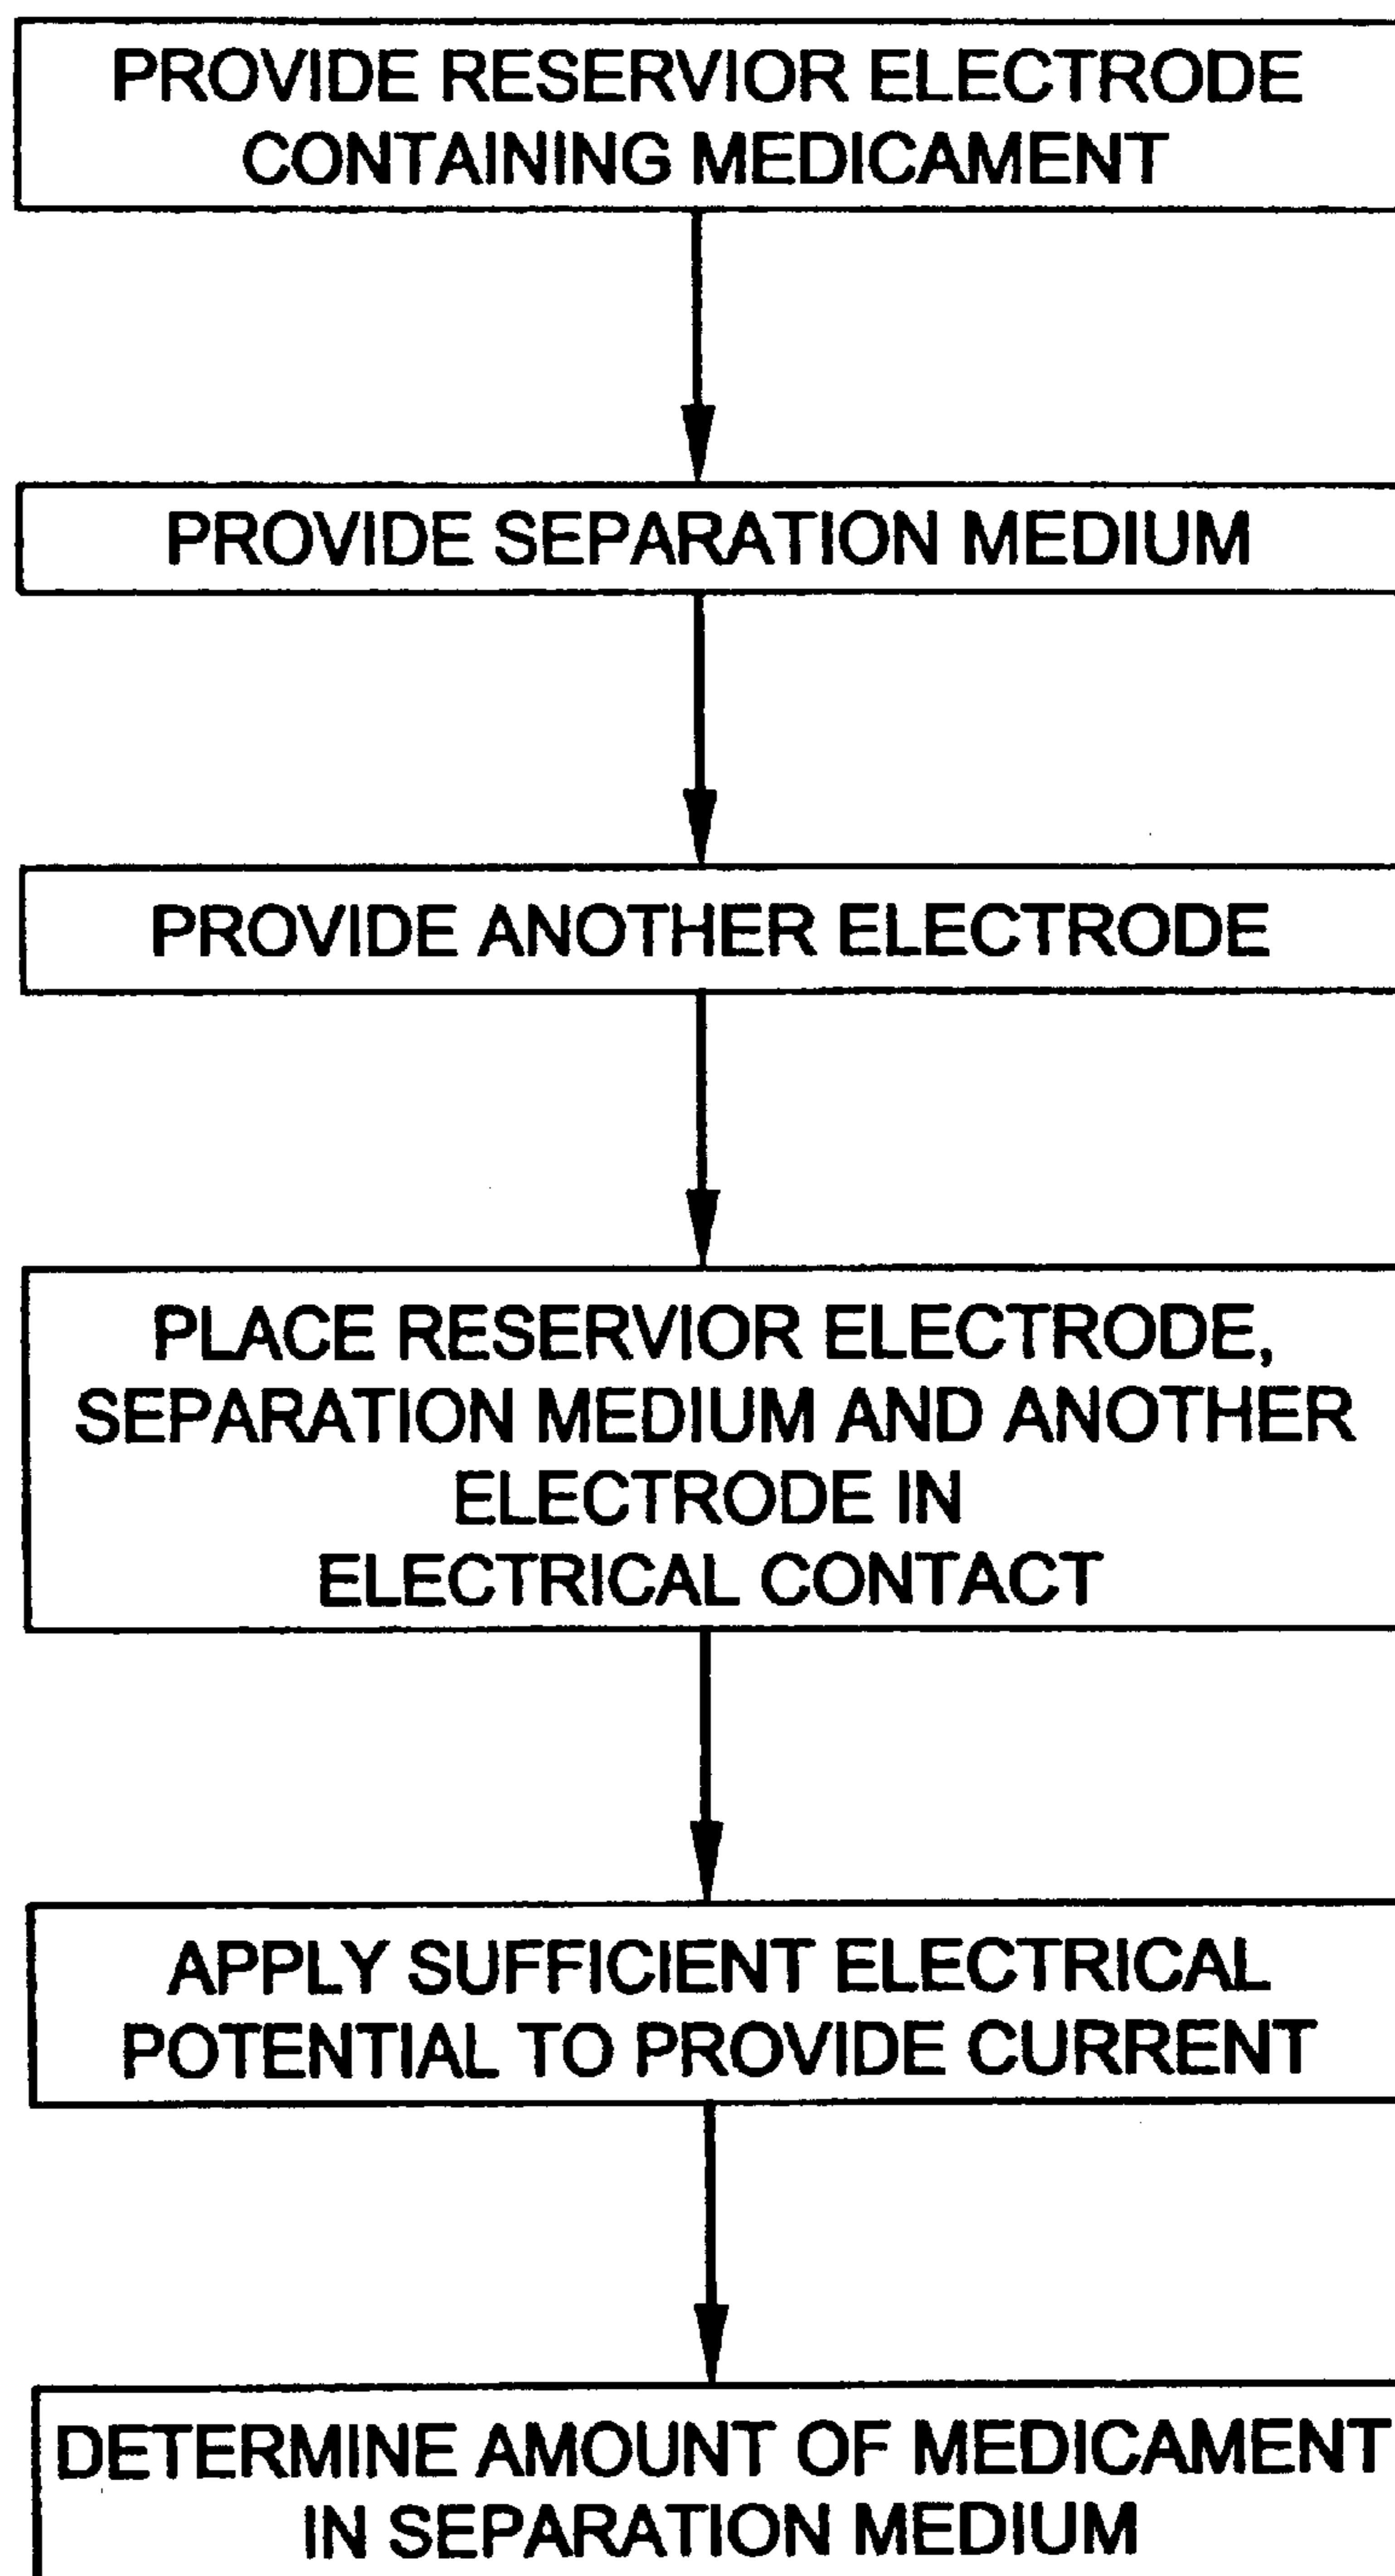 PROVIDE RESERVIOR ELECTRODE
CONTAINING MEDICAMENT
PROVIDE SEPARATION MEDIUM
PROVIDE ANOTHER ELECTRODE
PLACE RESERVIOR ELECTRODE,
SEPARATION MEDIUM AND ANOTHER
ELECTRODE IN
ELECTRICAL CONTACT
APPLY SUFFICIENT ELECTRICAL
POTENTIAL TO PROVIDE CURRENT
DETERMINE AMOUNT OF MEDICAMENT
IN SEPARATION MEDIUM